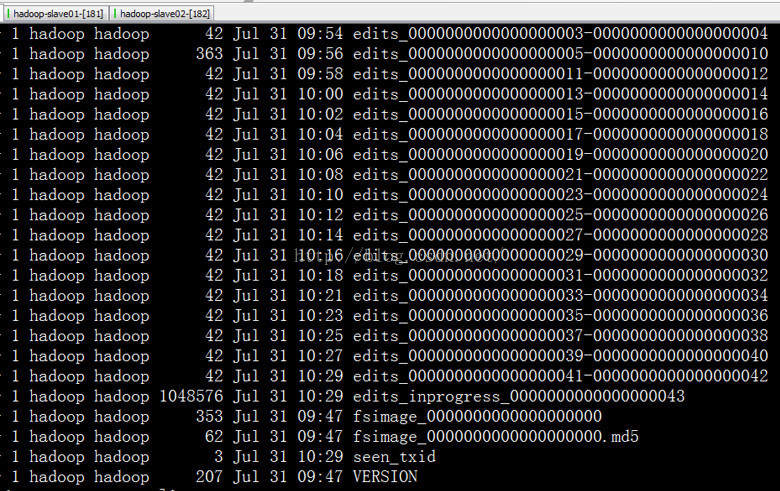 hadoop-slave01-[181] hadoop-slave02-[182]
1 hadoop hadoop 42 Jul 31 09:54 edits_0000000000000000003-0000000000000000004
1 hadoop hadoop 363 Jul 31 09:56 edits_0000000000000000005-0000000000000000010
1 hadoop hadoop 42 Jul 31 09:58 edits_0000000000000000011-0000000000000000012
1 hadoop hadoop 42 Jul 31 10:00 edits_0000000000000000013-0000000000000000014
1 hadoop hadoop 42 Jul 31 10:02 edits_0000000000000000015-0000000000000000016
1 hadoop hadoop 42 Jul 31 10:04 edits_0000000000000000017-0000000000000000018
1 hadoop hadoop 42 Jul 31 10:06 edits_0000000000000000019-0000000000000000020
1 hadoop hadoop 42 Jul 31 10:08 edits_0000000000000000021-0000000000000000022
1 hadoop hadoop 42 Jul 31 10:10 edits_0000000000000000023-0000000000000000024
1 hadoop hadoop 42 Jul 31 10:12 edits_0000000000000000025-0000000000000000026
1 hadoop hadoop 42 Jul 31 10:14 edits_0000000000000000027-0000000000000000028
1 hadoop hadoop 42 Jul 31 10:16 edits_0000000000000000029-0000000000000000030
http://blog.csdn.net/
1 hadoop hadoop 42 Jul 31 10:18 edits_0000000000000000031-0000000000000000032
1 hadoop hadoop 42 Jul 31 10:21 edits_0000000000000000033-0000000000000000034
1 hadoop hadoop 42 Jul 31 10:23 edits_0000000000000000035-0000000000000000036
1 hadoop hadoop 42 Jul 31 10:25 edits_0000000000000000037-0000000000000000038
1 hadoop hadoop 42 Jul 31 10:27 edits_0000000000000000039-0000000000000000040
1 hadoop hadoop 42 Jul 31 10:29 edits_0000000000000000041-0000000000000000042
1 hadoop hadoop 1048576 Jul 31 10:29 edits_inprogress_0000000000000000043
1 hadoop hadoop 353 Jul 31 09:47 fsimage_0000000000000000000
1 hadoop hadoop 62 Jul 31 09:47 fsimage_0000000000000000000.md5
1 hadoop hadoop 3 Jul 31 10:29 seen_txid
1 hadoop hadoop 207 Jul 31 09:47 VERSION